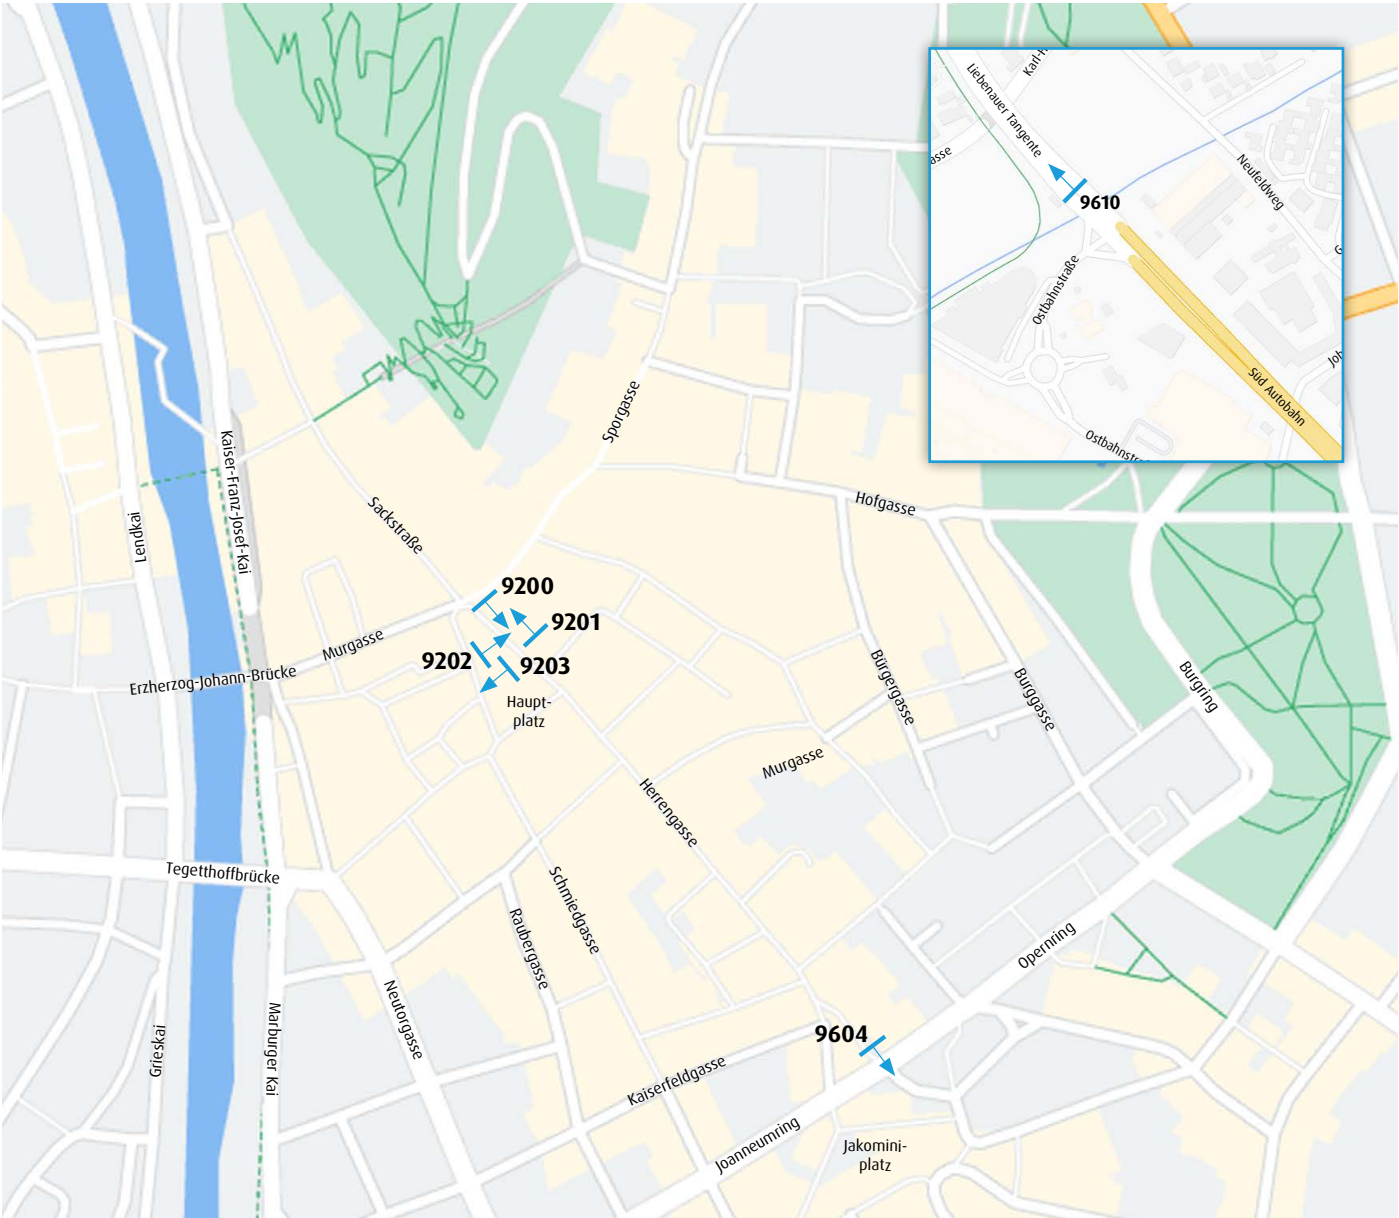 Karl-H
Liebenauer Tangente
asse
Neufeldweg
9610
G
Ostbahnstraße
Joh
Süd Autobahn
Ostbahnstra
Sporgasse
Kaiser-Franz-Josef-Kai
Sackstraße
Hofgasse
Lendkai
9200
9201
Murgasse
9202
9203
Erzherzog-Johann-Brücke
Haupt-
platz
Bürgergasse
Burggasse
Burgring
Murgasse
Herrengasse
Tegetthoffbrücke
Schmiedgasse
Raubergasse
Opernring
Neutorgasse
Marburger Kai
Grieskai
9604
Kaiserfeldgasse
Joanneumring
Jakomini-
platz